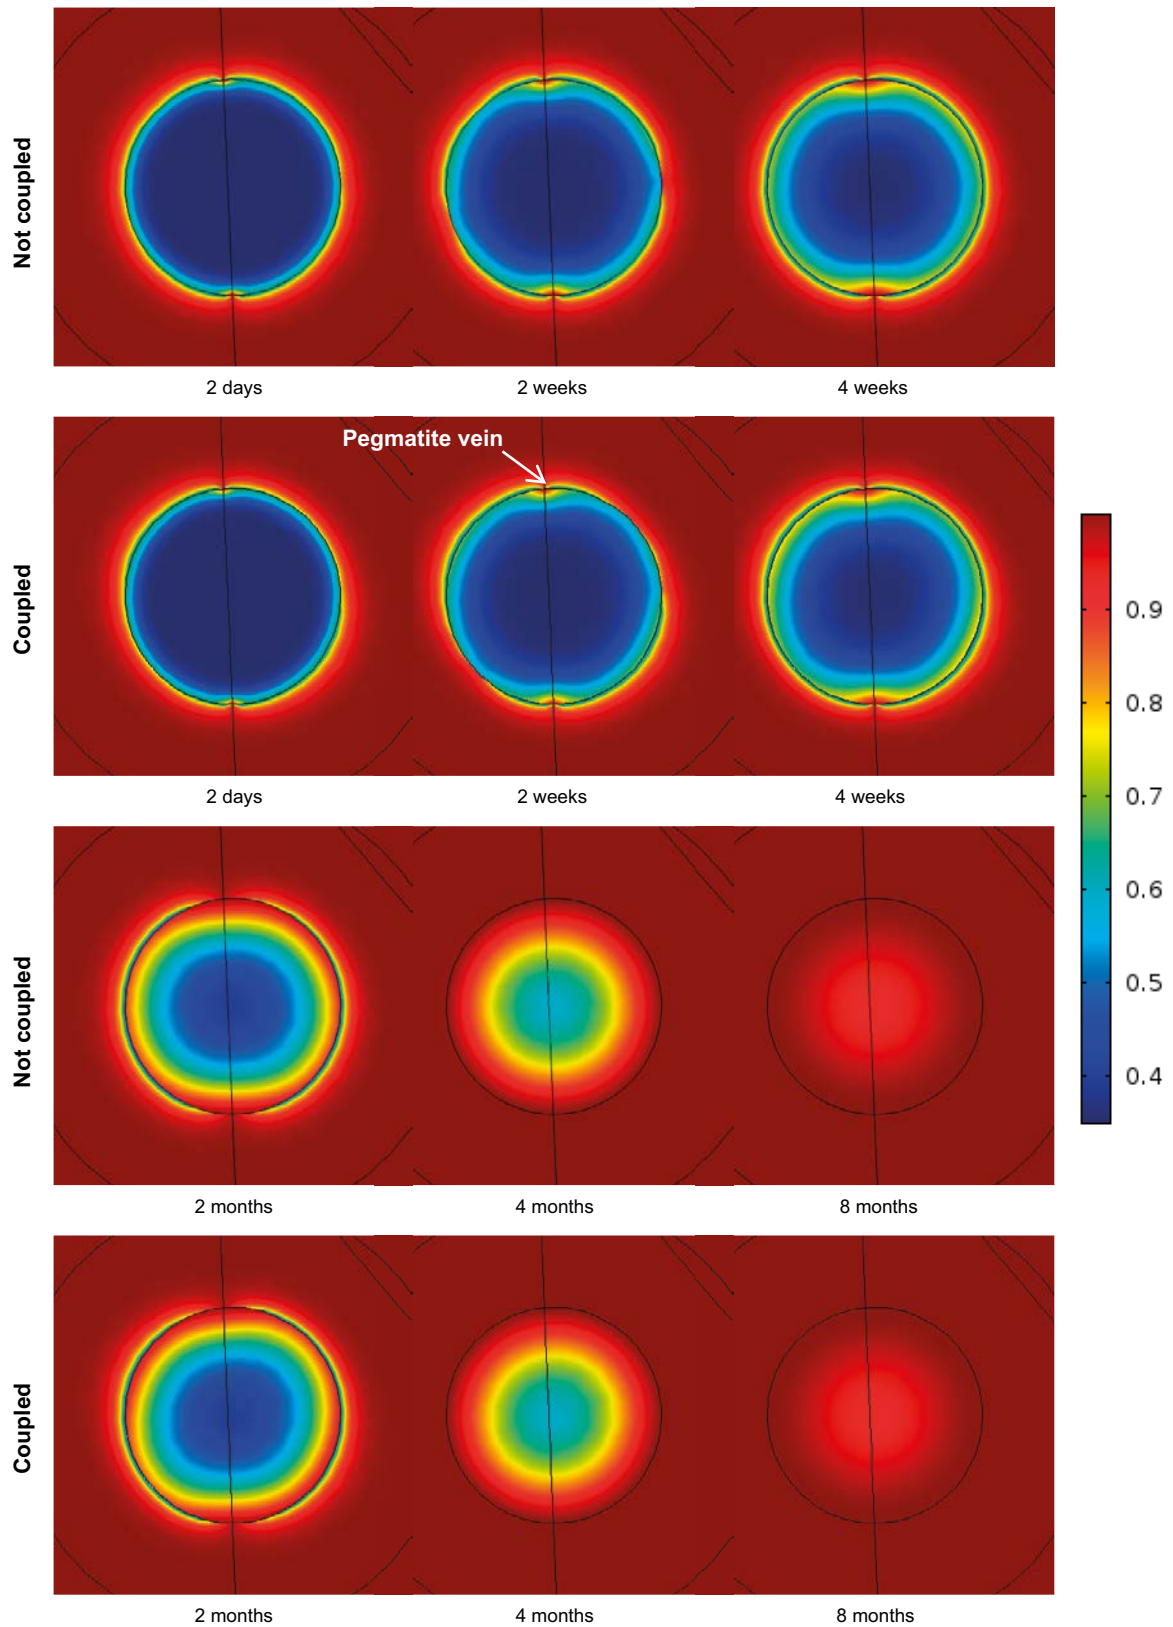 Not coupled
2 days
2 weeks
4 weeks
Coupled
Pegmatite vein
2 days
2 weeks
4 weeks
0.9
0.8
0.7
0.6
0.5
0.4
Not coupled
2 months
4 months
8 months
Coupled
2 months
4 months
8 months